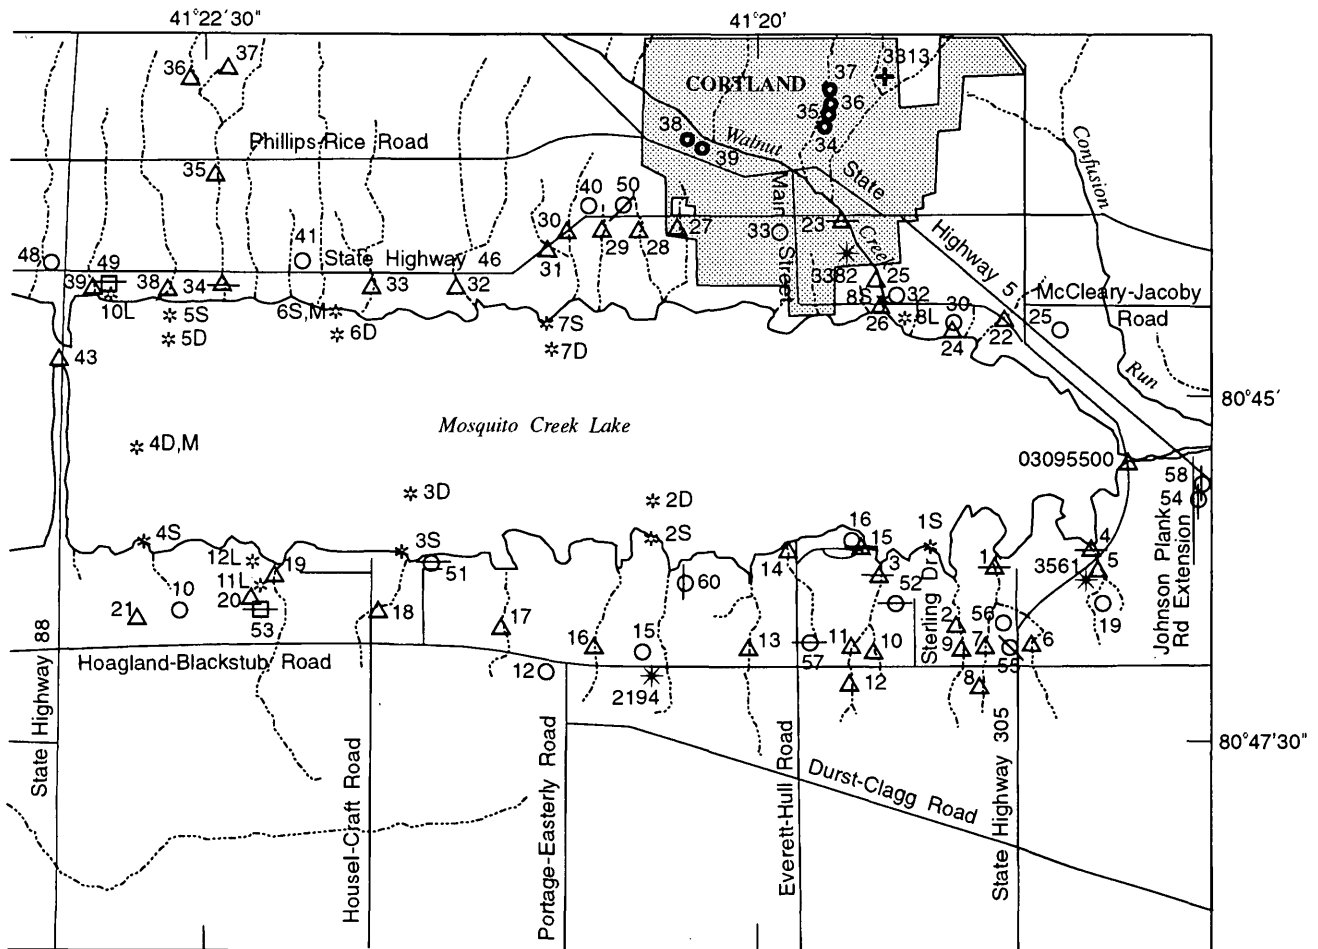 41°22'30"
41°20'
36
37
3813
CORTLAND
37
36
35
34
38
39
Walnut
Phillips-Rice Road
State
Confusion
35
40
50
30
29
28
27
Main
Street
33
23
Creek
Highway 5
48
49
41
State Highway 46
31
39
38
34
33
32
10L
5S
5D
6S,M
6D
7S
7D
3382
25
8S
32
26
8L
30
24
22
25
McCleary-Jacoby
Road
Run
43
80°45'
Mosquito Creek Lake
4D,M
03095500
58
54
3D
2D
4S
3S
2S
16
15
1S
12L
19
51
14
3
1
4
3561
5
11L
20
53
10
21
18
60
52
Sterling Dr
56
2
19
17
16
15
13
11
10
9
7
55
6
57
Johnson Plank
Rd Extension
Hoagland-Blackstub Road
12
2194
12
8
State Highway 88
80°47'30"
Housel-Craft Road
Portage-Easterly Road
Everett-Hull Road
Durst-Clagg Road
State Highway 305